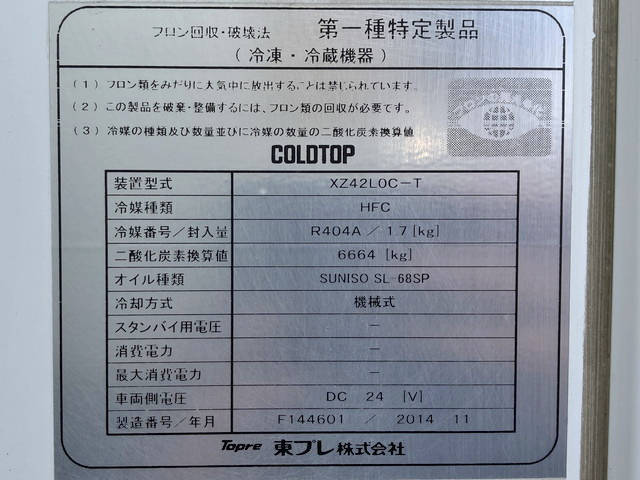 フロン回収・破壊法 第一種特定製品
(冷凍・冷蔵機器)
(1) フロン類をみだりに大気中に放出することは禁じられています。
(2) この製品を破棄・整備するには、フロン類の回収が必要です。
(3) 冷媒の種類及び数量並びに冷媒の数量の二酸化炭素換算値
COLDTOP
装置型式 XZ42L0C-T
冷媒種類 HFC
冷媒番号/封入量 R404A / 1.7 [kg]
二酸化炭素換算値 6664 [kg]
オイル種類 SUNISO SL-68SP
冷却方式 機械式
スタンバイ用電圧 -
消費電力 -
最大消費電力 -
車両側電圧 DC 24 [V]
製造番号/年月 F144601 / 2014 11
Topre 東プレ株式会社